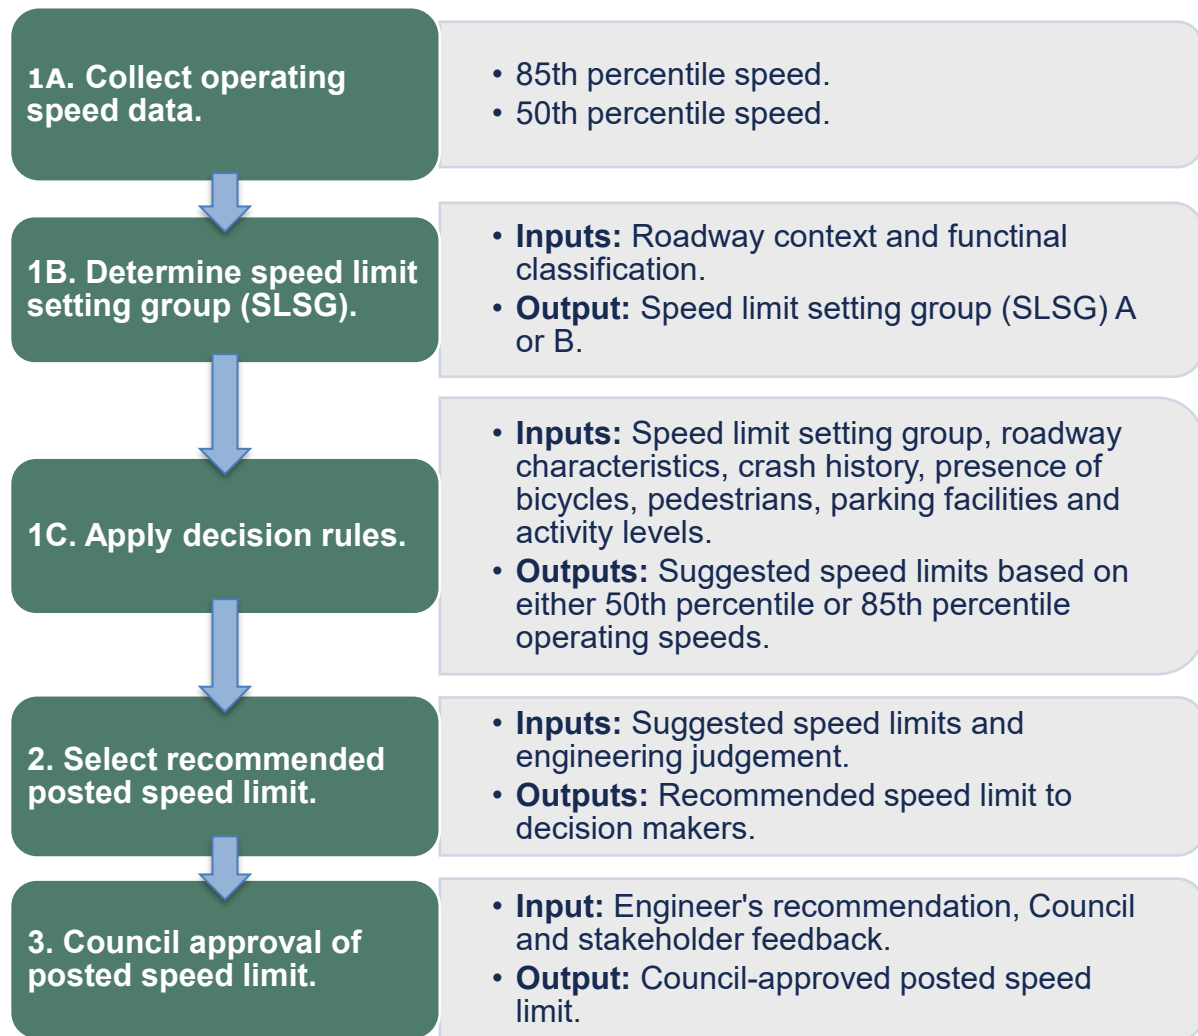 1A. Collect operating
speed data.
• 85th percentile speed.
• 50th percentile speed.
1B. Determine speed limit
setting group (SLSG).
• Inputs: Roadway context and functinal
classification.
• Output: Speed limit setting group (SLSG) A
or B.
1C. Apply decision rules.
• Inputs: Speed limit setting group, roadway
characteristics, crash history, presence of
bicycles, pedestrians, parking facilities and
activity levels.
• Outputs: Suggested speed limits based on
either 50th percentile or 85th percentile
operating speeds.
2. Select recommended
posted speed limit.
• Inputs: Suggested speed limits and
engineering judgement.
• Outputs: Recommended speed limit to
decision makers.
3. Council approval of
posted speed limit.
• Input: Engineer's recommendation, Council
and stakeholder feedback.
• Output: Council-approved posted speed
limit.